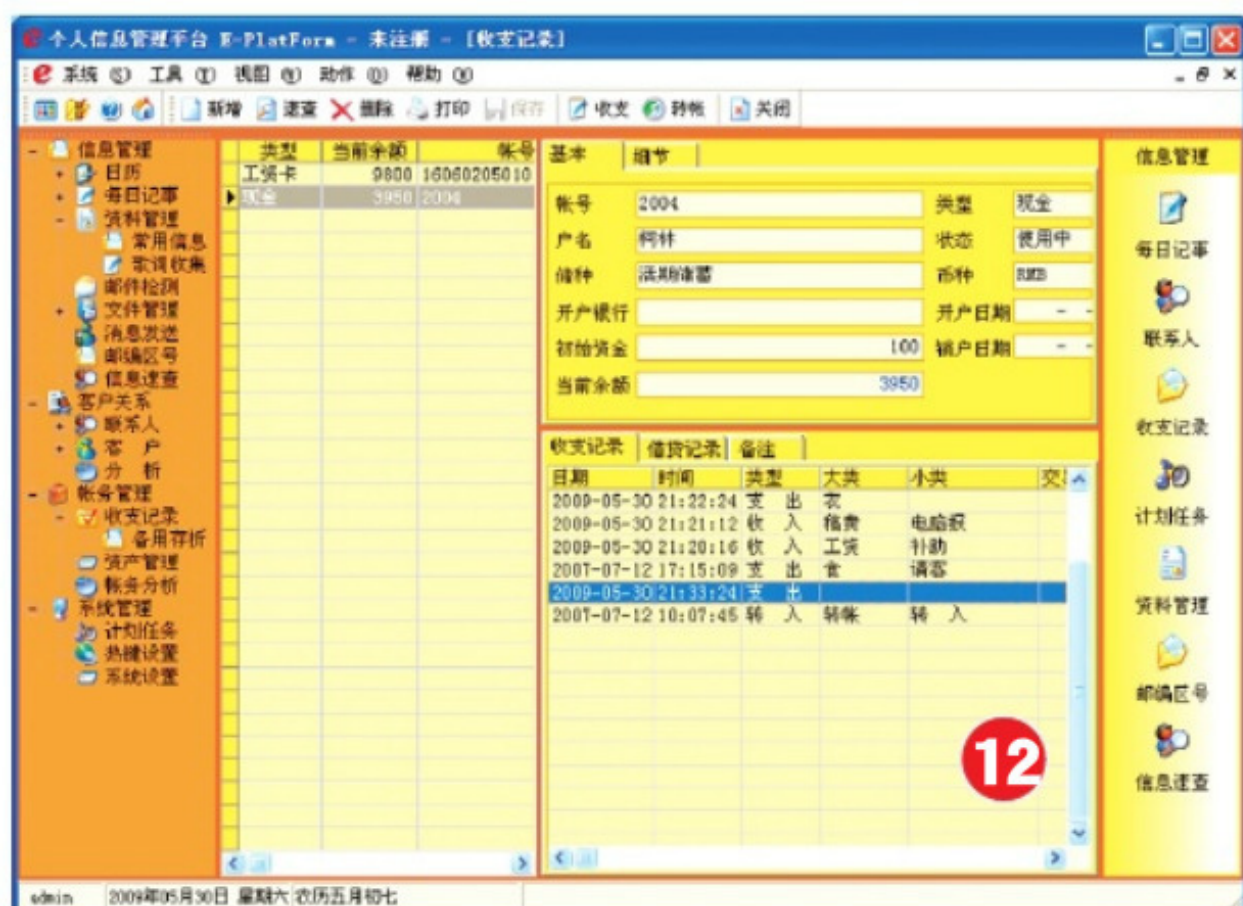 个人信息管理平台 E-PlatForm - 未注册 - [收支记录]
系统(S) 工具(T) 视图(V) 动作(O) 帮助(X)
新增 速查 删除 打印 保存 收支 转帐 关闭
信息管理
日历
每日记事
资料管理
常用信息
歌词收集
邮件检测
文件管理
消息发送
邮编区号
信息速查
客户关系
联系人
客 户
分 析
帐务管理
收支记录
备用存折
资产管理
帐务分析
系统管理
计划任务
热键设置
系统设置
类型 当前余额 帐号
工资卡 9800 16060205010
现金 3950 2004
基本 细节
帐号 2004 类型 现金
户名 柯林 状态 使用中
储种 活期储蓄 币种 RMB
开户银行 开户日期 - -
初始资金 100 销户日期 - -
当前余额 3950
收支记录 借贷记录 备注
日期 时间 类型 大类 小类 交
2009-05-30 21:22:24 支 出 衣
2009-05-30 21:21:12 收 入 稿费 电脑报
2009-05-30 21:20:16 收 入 工资 补助
2007-07-12 17:15:09 支 出 食 请客
2009-05-30 21:33:24 支 出
2007-07-12 10:07:45 转 入 转帐 转 入
12
信息管理
每日记事
联系人
收支记录
计划任务
资料管理
邮编区号
信息速查
admin 2009年05月30日 星期六 农历五月初七